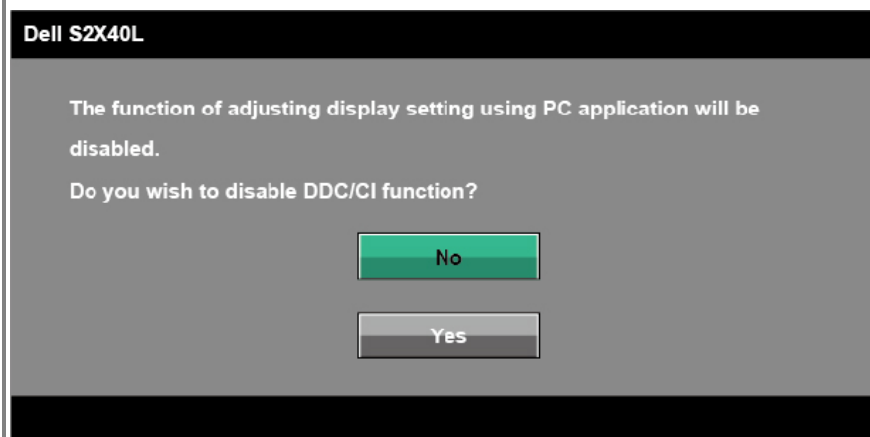 Dell S2X40L
The function of adjusting display setting using PC application will be
disabled.
Do you wish to disable DDC/CI function?
No
Yes